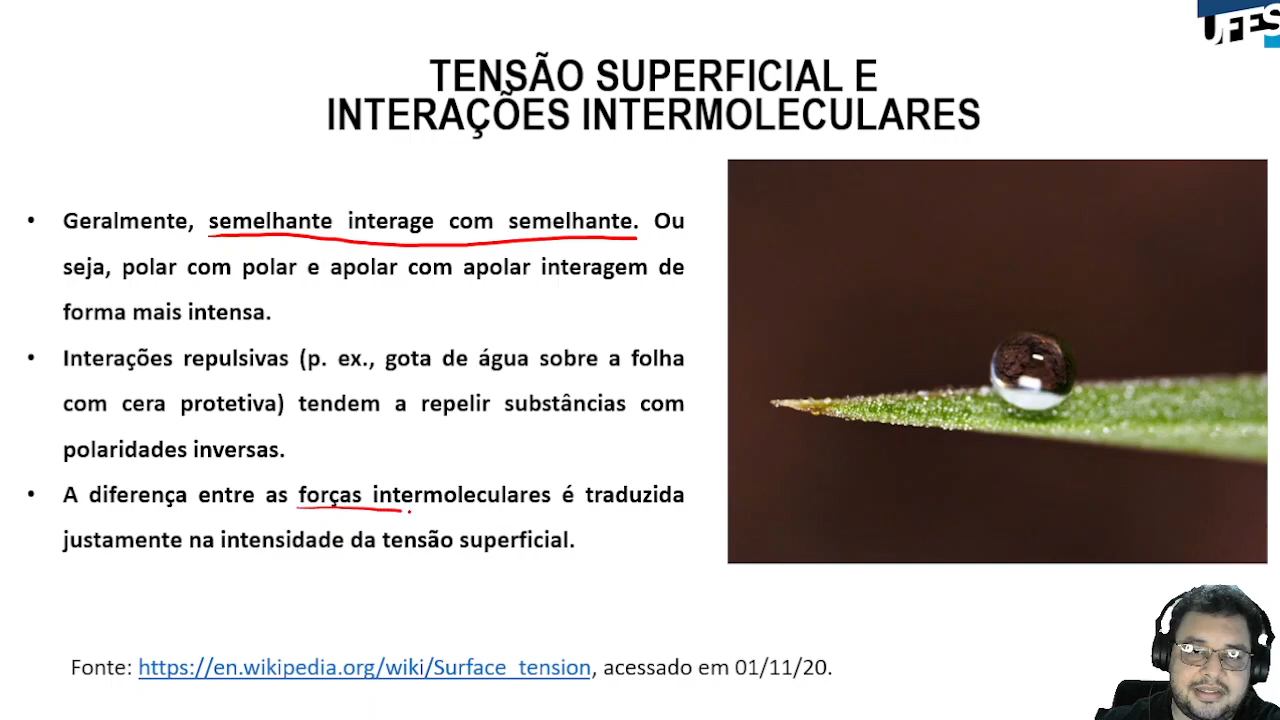 UFES
TENSÃO SUPERFICIAL E
INTERAÇÕES INTERMOLECULARES
• Geralmente, semelhante interage com semelhante. Ou
seja, polar com polar e apolar com apolar interagem de
forma mais intensa.
• Interações repulsivas (p. ex., gota de água sobre a folha
com cera protetiva) tendem a repelir substâncias com
polaridades inversas.
• A diferença entre as forças intermoleculares é traduzida
justamente na intensidade da tensão superficial.
Fonte: https://en.wikipedia.org/wiki/Surface_tension, acessado em 01/11/20.